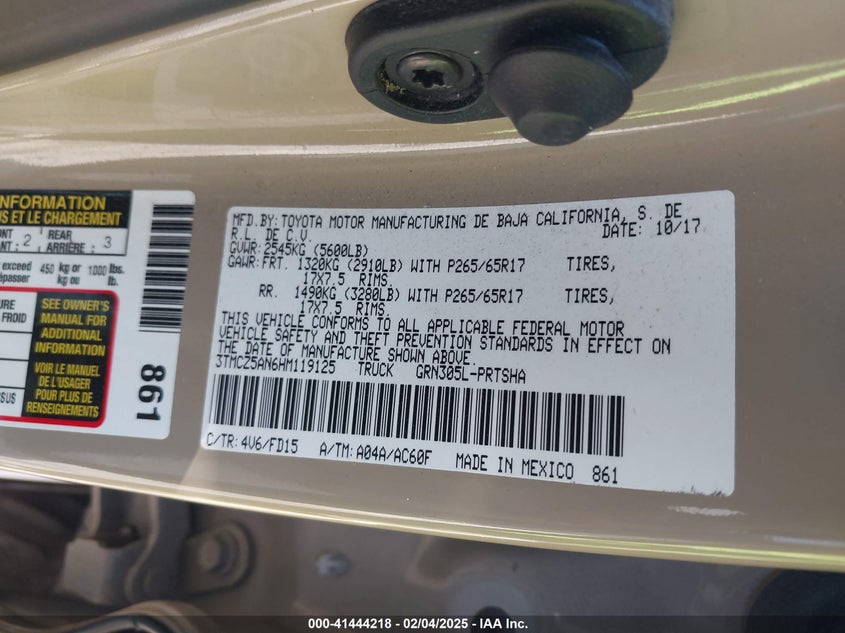 INFORMATION
US ET LE CHARGEMENT
ONT 2 REAR 3
ANT: ARRIÈRE:
exceed 450 kg or 1000 lbs.
épasser kg ou lb.
URE
FROID
SUS
SEE OWNER'S
MANUAL FOR
ADDITIONAL
INFORMATION
VOIR LE MANUEL
DE L'USAGER
POUR PLUS DE
RENSEIGNEMENTS
861
MFD.BY: TOYOTA MOTOR MANUFACTURING DE BAJA CALIFORNIA, S. DE
R.L. DE C.V. DATE: 10/17
GVWR:2545KG (5600LB)
GAWR:FRT. 1320KG (2910LB) WITH P265/65R17 TIRES,
17X7.5 RIMS.
RR. 1490KG (3280LB) WITH P265/65R17 TIRES,
17X7.5 RIMS.
THIS VEHICLE CONFORMS TO ALL APPLICABLE FEDERAL MOTOR
VEHICLE SAFETY AND THEFT PREVENTION STANDARDS IN EFFECT ON
THE DATE OF MANUFACTURE SHOWN ABOVE.
3TMCZ5AN6HM119125 TRUCK GRN305L-PRTSHA
C/TR: 4V6/FD15 A/TM: A04A/AC60F MADE IN MEXICO 861
000-41444218 - 02/04/2025 - IAA Inc.